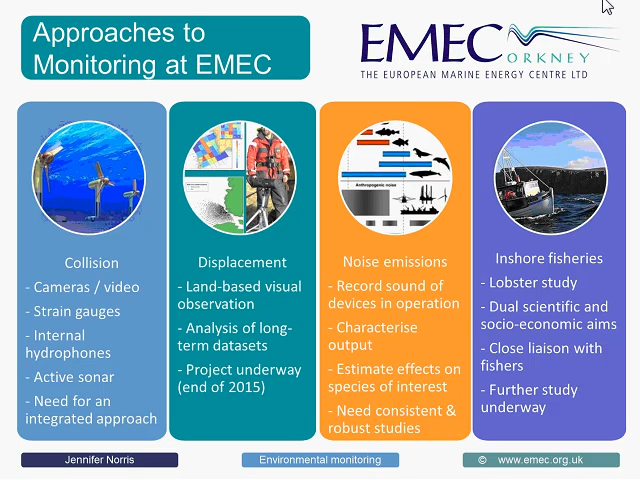 Approaches to
Monitoring at EMEC
EMEC
ORKNEY
THE EUROPEAN MARINE ENERGY CENTRE LTD
Collision
- Cameras / video
- Strain gauges
- Internal
hydrophones
- Active sonar
- Need for an
integrated approach
Displacement
- Land-based visual
observation
- Analysis of long-
term datasets
- Project underway
(end of 2015)
Anthropogenic noise
Noise emissions
- Record sound of
devices in operation
- Characterise
output
- Estimate effects on
species of interest
- Need consistent &
robust studies
Inshore fisheries
- Lobster study
- Dual scientific and
socio-economic aims
- Close liaison with
fishers
- Further study
underway
Jennifer Norris
Environmental monitoring
© www.emec.org.uk